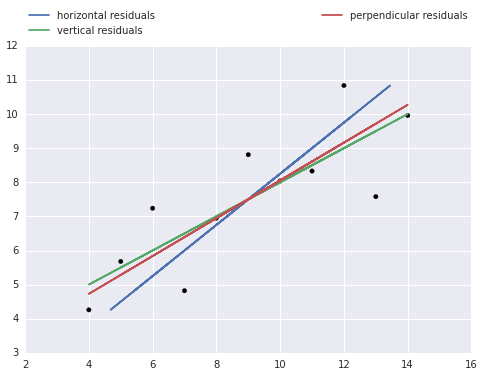 horizontal residuals
vertical residuals
perpendicular residuals
12
11
10
9
8
7
6
5
4
3
2 4 6 8 10 12 14 16